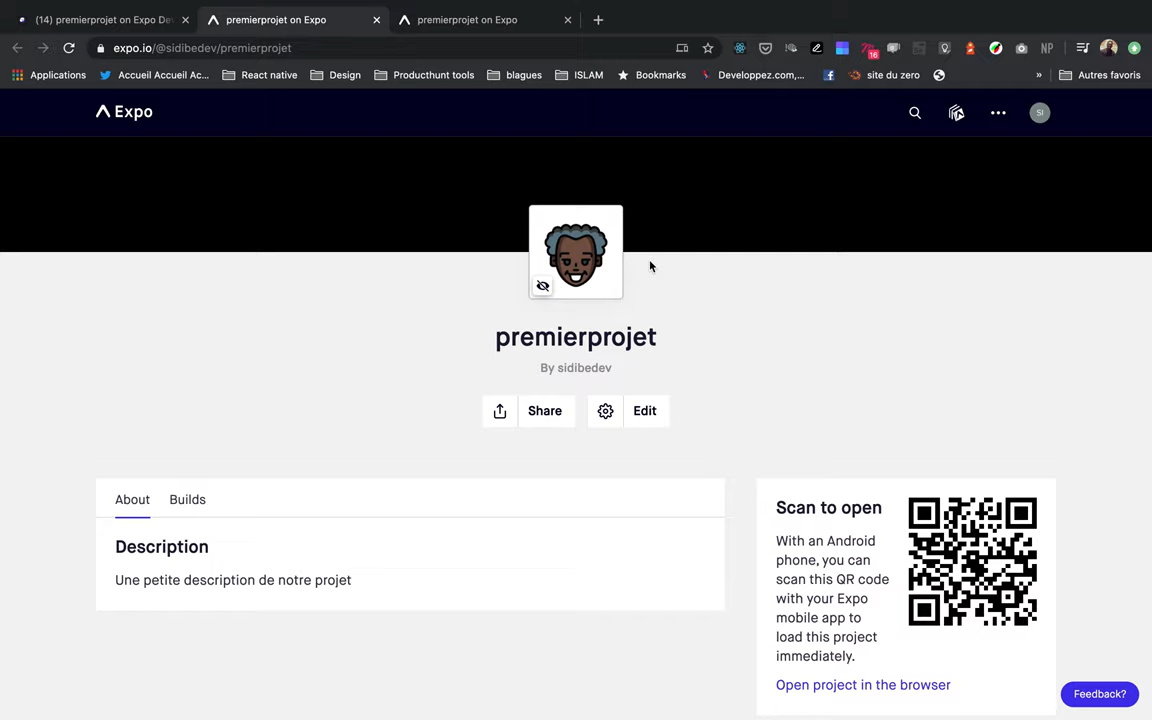 (14) premierprojet on Expo De
premierprojet on Expo
premierprojet on Expo
expo.io/@sidibedev/premierprojet
16
NP
Applications
Accueil Accueil Ac...
React native
Design
Producthunt tools
blagues
ISLAM
Bookmarks
Developpez.com,...
site du zero
»
Autres favoris
Expo
SI
premierprojet
By sidibedev
Share
Edit
About
Builds
Description
Une petite description de notre projet
Scan to open
With an Android
phone, you can
scan this QR code
with your Expo
mobile app to
load this project
immediately.
Open project in the browser
Feedback?